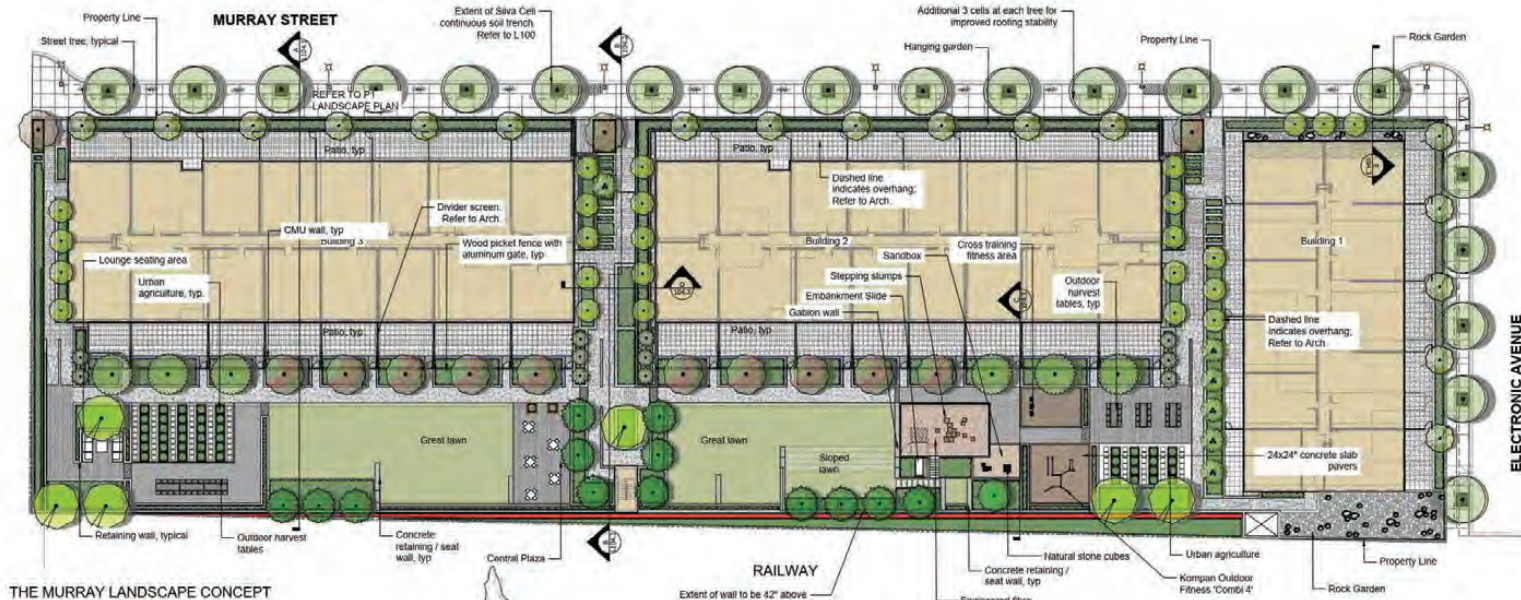 MURRAY STREET
Property Line
Street tree, typical
Extent of Silva Cell
continuous soil trench.
Refer to L100
Additional 3 cells at each tree for
improved rooting stability
Hanging garden
Property Line
Rock Garden
REFER TO P1
LANDSCAPE PLAN
Patio, typ
Patio, typ
Dashed line
indicates overhang;
Refer to Arch.
Divider screen.
Refer to Arch.
CMU wall, typ
Building 3
Wood picket fence with
aluminum gate, typ
Lounge seating area
Urban
agriculture, typ.
Building 2
Sandbox
Cross training
fitness area
Stepping stumps
Embankment Slide
Gabion wall
Outdoor
harvest
tables, typ
Building 1
Dashed line
indicates overhang;
Refer to Arch
ELECTRONIC AVENUE
Patio, typ
Patio, typ
Great lawn
Great lawn
Sloped
lawn
24x24" concrete slab
pavers
Retaining wall, typical
Outdoor harvest
tables
Concrete
retaining / seat
wall, typ
Central Plaza
RAILWAY
Extent of wall to be 42" above
Natural stone cubes
Concrete retaining /
seat wall, typ
Urban agriculture
Kompan Outdoor
Fitness 'Combi 4'
Property Line
Rock Garden
THE MURRAY LANDSCAPE CONCEPT